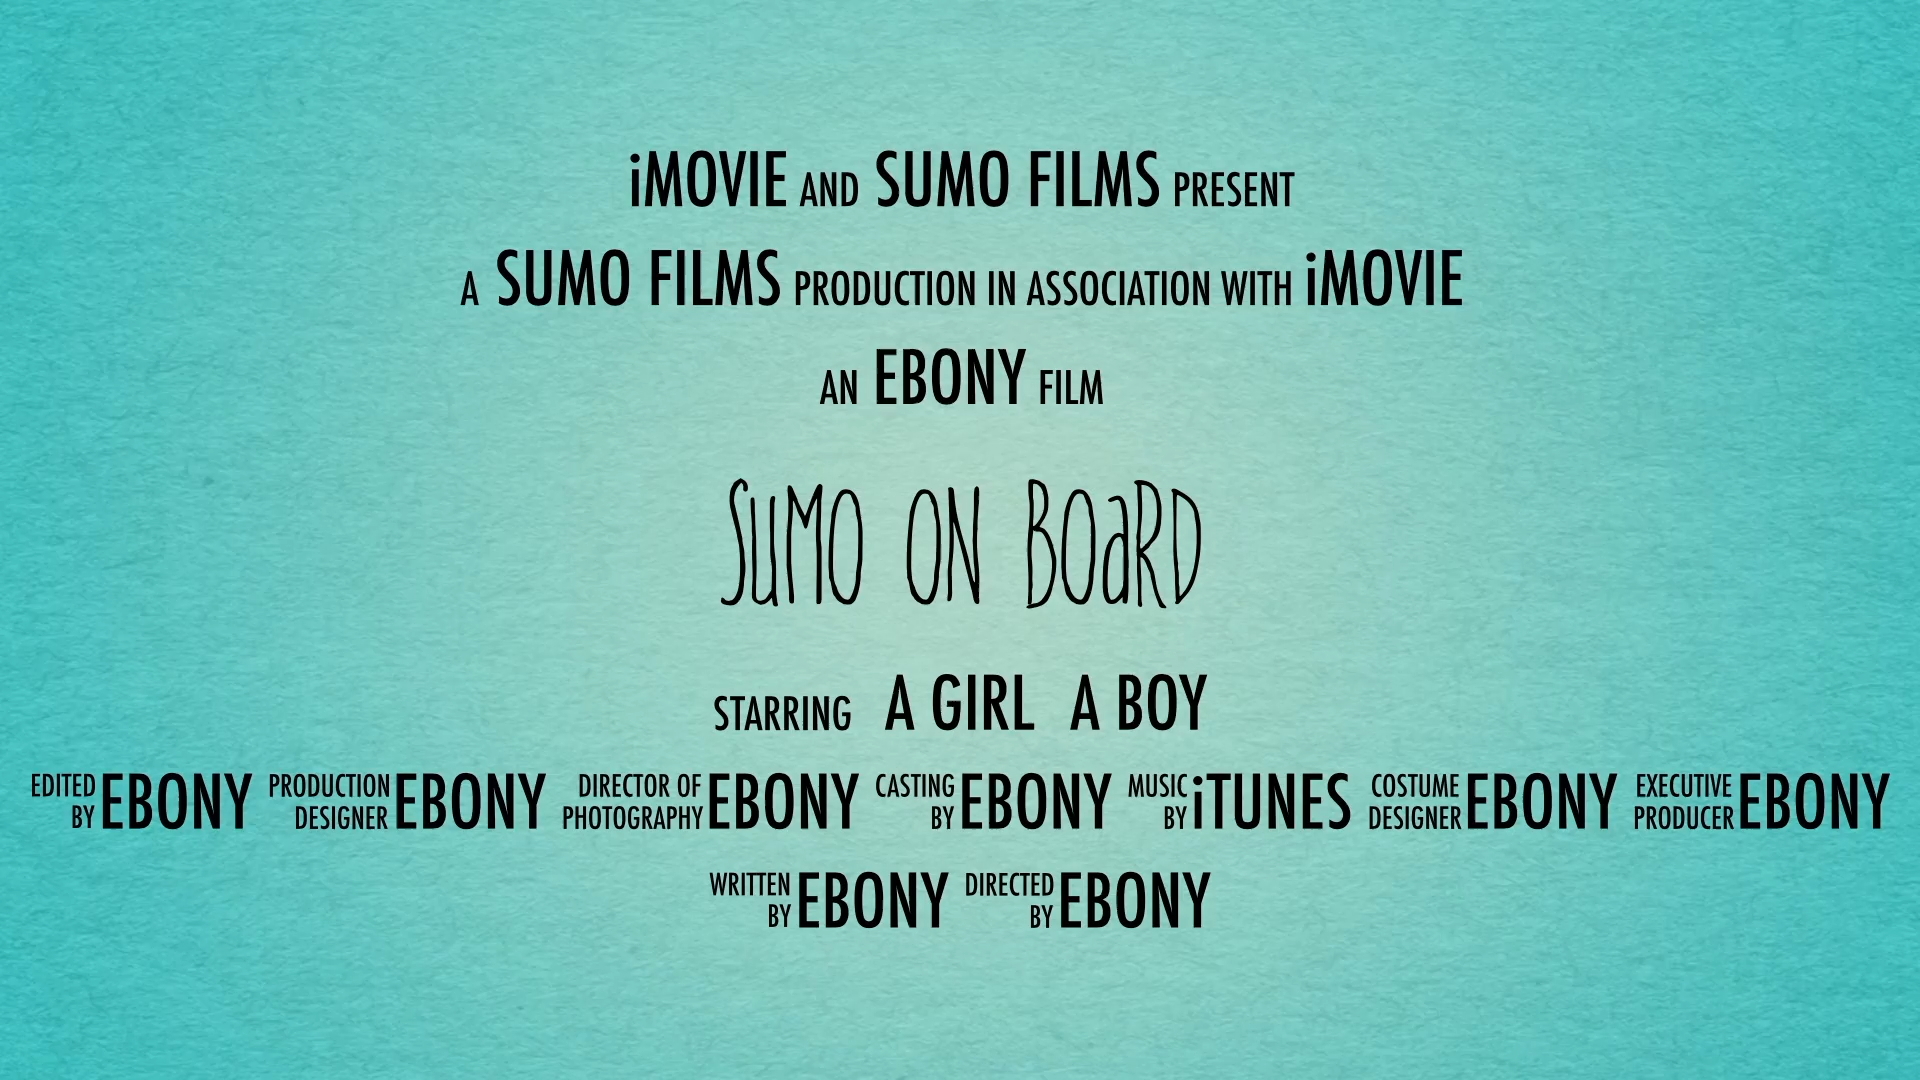 iMOVIE AND SUMO FILMS PRESENT
A SUMO FILMS PRODUCTION IN ASSOCIATION WITH iMOVIE
AN EBONY FILM
SUMO ON BOaRD
STARRING A GIRL A BOY
EDITED BY EBONY PRODUCTION DESIGNER EBONY DIRECTOR OF PHOTOGRAPHY EBONY CASTING BY EBONY MUSIC BY iTUNES COSTUME DESIGNER EBONY EXECUTIVE PRODUCER EBONY
WRITTEN BY EBONY DIRECTED BY EBONY